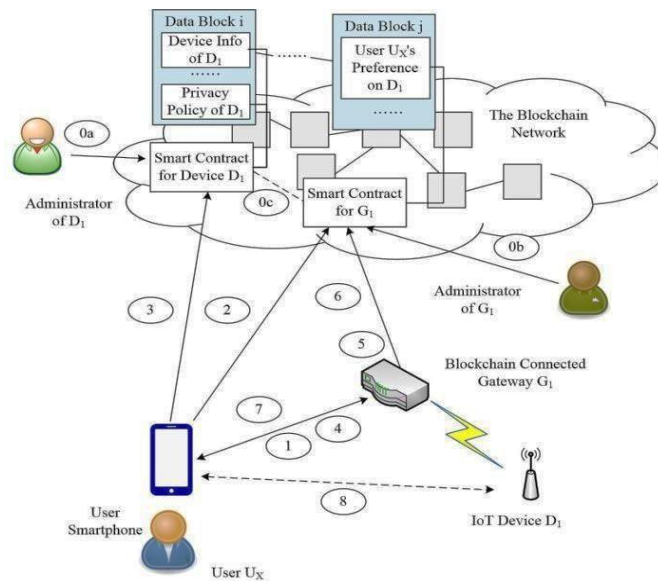 Data Block i
Device Info
of D1
......
Privacy
Policy of D1
......
Data Block j
User UX's
Preference
on D1
......
The Blockchain
Network
0a
Smart Contract
for Device D1
0c
Smart Contract
for G1
0b
Administrator
of D1
Administrator
of G1
3
2
6
5
Blockchain Connected
Gateway G1
7
4
1
8
User
Smartphone
IoT Device D1
User UX